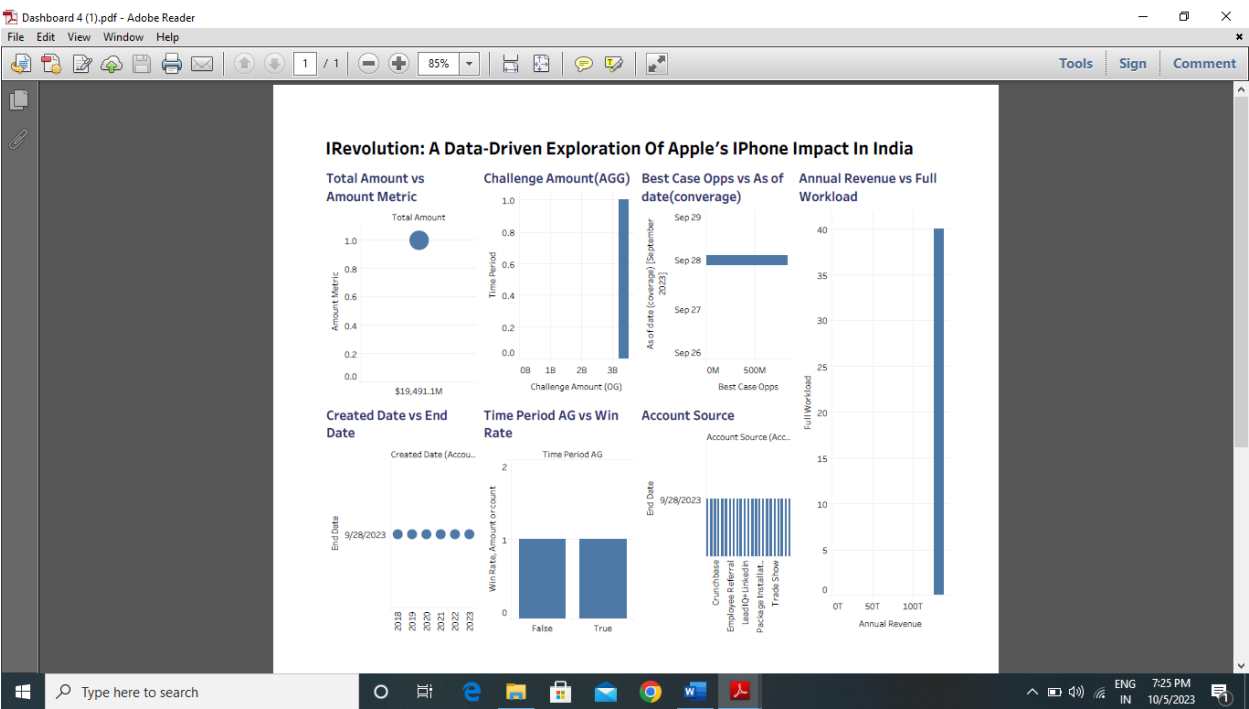 Dashboard 4 (1).pdf - Adobe Reader
File Edit View Window Help
1 / 1
85%
Tools Sign Comment
IRevolution: A Data-Driven Exploration Of Apple's IPhone Impact In India
Total Amount vs
Amount Metric
Total Amount
Amount Metric
1.0
0.8
0.6
0.4
0.2
0.0
$19,491.1M
Challenge Amount(AGG)
Time Period
1.0
0.8
0.6
0.4
0.2
0.0
0B 1B 2B 3B
Challenge Amount (OG)
Best Case Opps vs As of
date(converage)
As of date (coverage) [September
2023]
Sep 29
Sep 28
Sep 27
Sep 26
0M 500M
Best Case Opps
Annual Revenue vs Full
Workload
Full Workload
40
35
30
25
20
15
10
5
0
0T 50T 100T
Annual Revenue
Created Date vs End
Date
Created Date (Accou..
End Date
9/28/2023
2018
2019
2020
2021
2022
2023
Time Period AG vs Win
Rate
Time Period AG
Win Rate, Amount or count
2
1
0
False True
Account Source
Account Source (Acc..
End Date
9/28/2023
Crunchbase
Employee Referral
LeadIQ+Linkedin
Package Installat..
Trade Show
Type here to search
ENG
IN
7:25 PM
10/5/2023
1